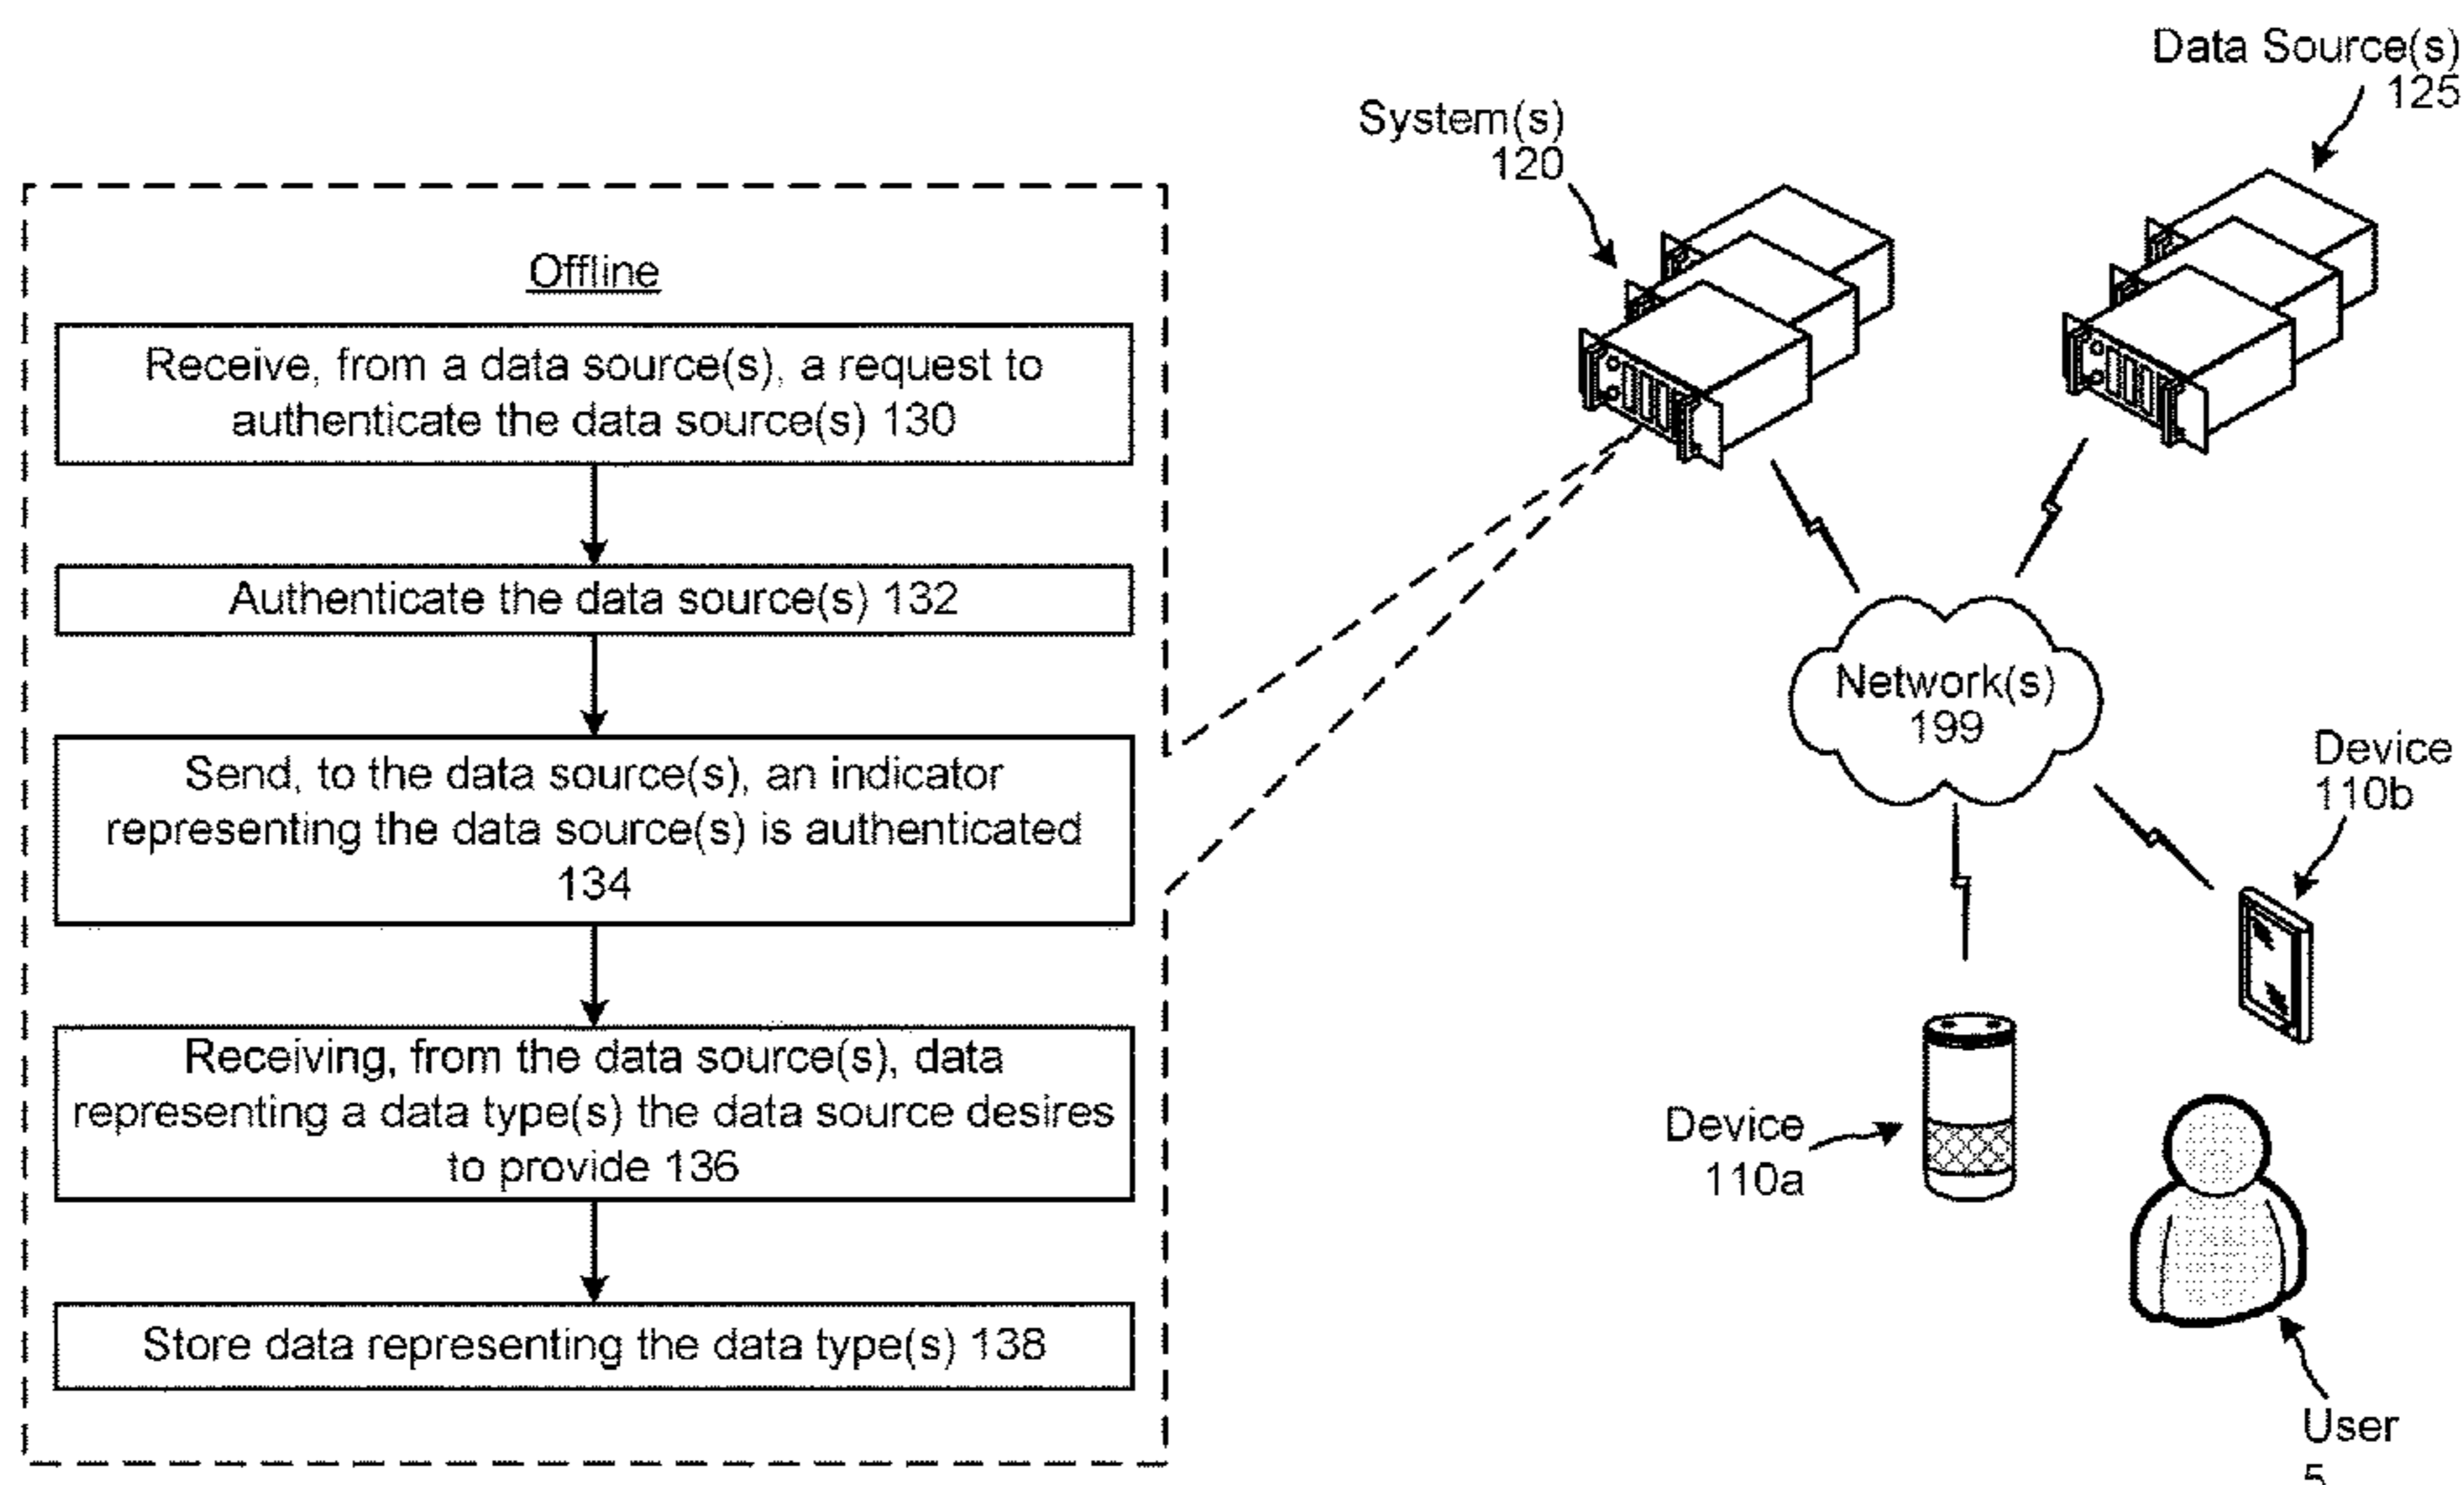 Offline
Receive, from a data source(s), a request to
authenticate the data source(s) 130
Authenticate the data source(s) 132
Send, to the data source(s), an indicator
representing the data source(s) is authenticated
134
Receiving, from the data source(s), data
representing a data type(s) the data source desires
to provide 136
Store data representing the data type(s) 138
System(s)
120
Data Source(s)
125
Network(s)
199
Device
110b
Device
110a
User
5